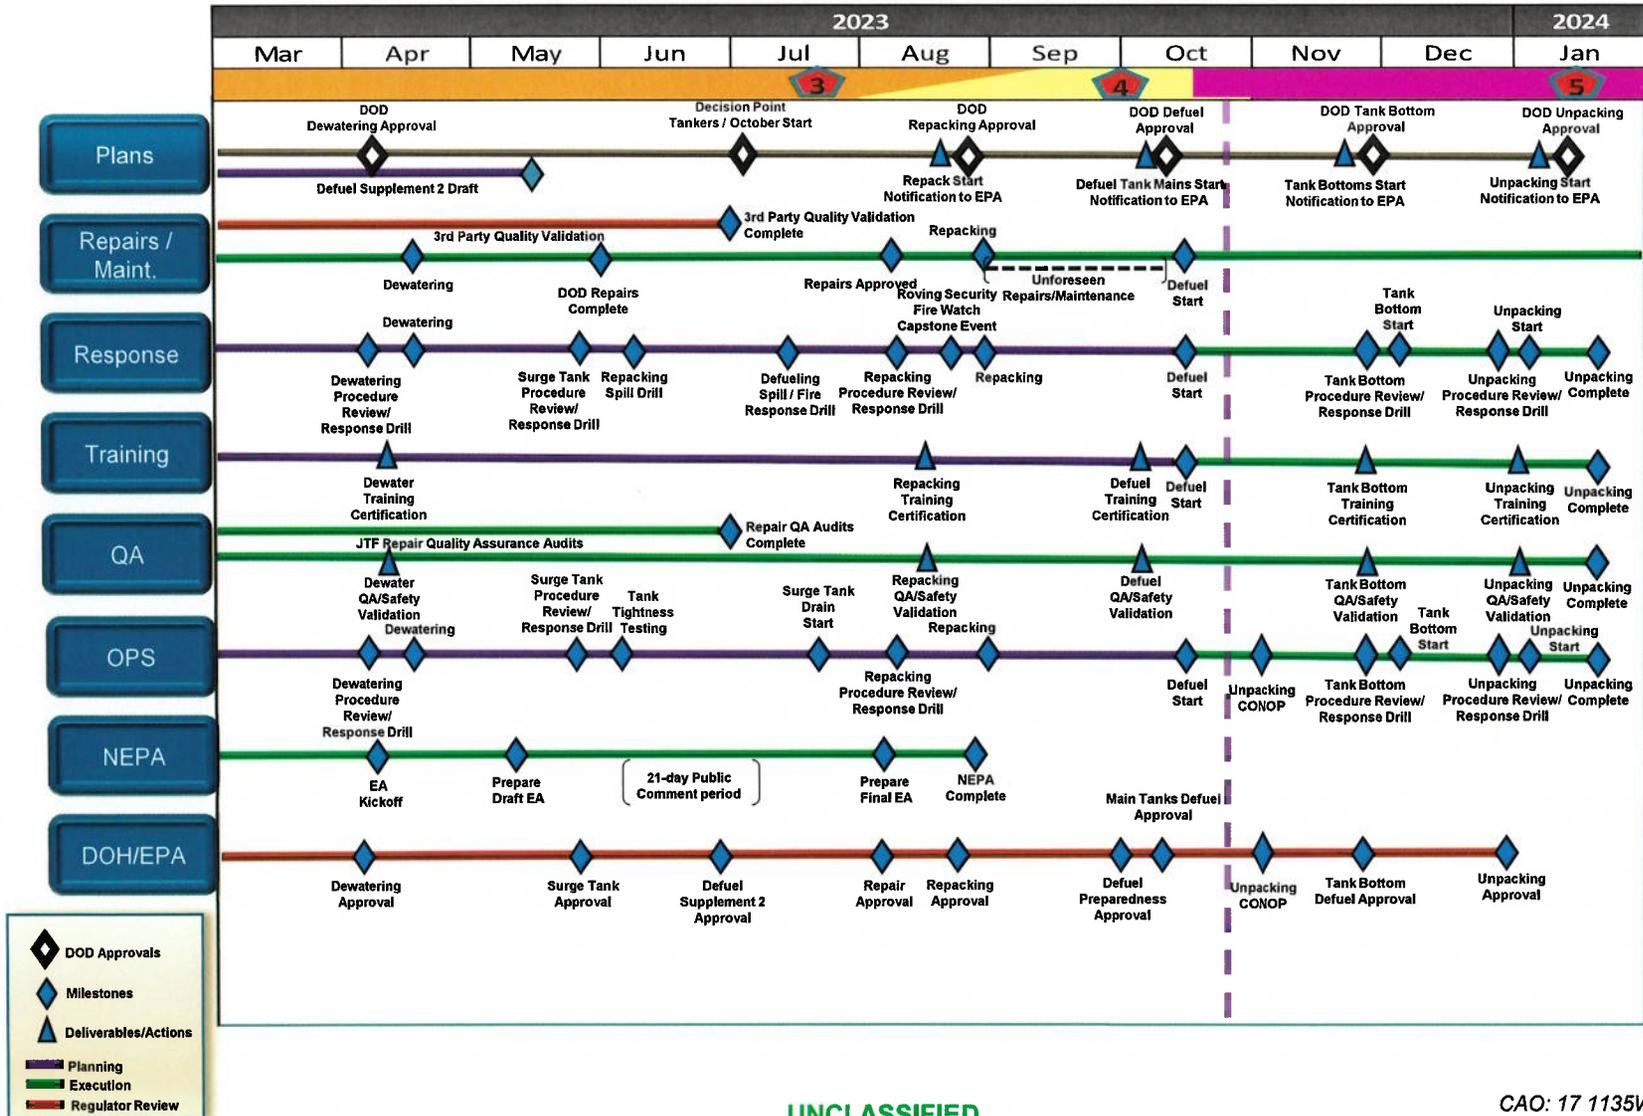 2023
2024
Mar
Apr
May
Jun
Jul
Aug
Sep
Oct
Nov
Dec
Jan
3
4
5
Plans
DOD
Dewatering Approval
Decision Point
Tankers / October Start
DOD
Repacking Approval
DOD Defuel
Approval
DOD Tank Bottom
Approval
DOD Unpacking
Approval
Defuel Supplement 2 Draft
Repack Start
Notification to EPA
Defuel Tank Mains Start
Notification to EPA
Tank Bottoms Start
Notification to EPA
Unpacking Start
Notification to EPA
Repairs /
Maint.
3rd Party Quality Validation
Complete
3rd Party Quality Validation
Repacking
Dewatering
DOD Repairs
Complete
Repairs Approved
Unforeseen
Repairs/Maintenance
Defuel
Start
Response
Dewatering
Roving Security
Fire Watch
Capstone Event
Tank
Bottom
Start
Unpacking
Start
Dewatering
Procedure
Review/
Response Drill
Surge Tank
Procedure
Review/
Response Drill
Repacking
Spill Drill
Defueling
Spill / Fire
Response Drill
Repacking
Procedure Review/
Response Drill
Repacking
Defuel
Start
Tank Bottom
Procedure Review/
Response Drill
Unpacking
Procedure Review/
Response Drill
Unpacking
Complete
Training
Dewater
Training
Certification
Repacking
Training
Certification
Defuel
Training
Certification
Defuel
Start
Tank Bottom
Training
Certification
Unpacking
Training
Certification
Unpacking
Complete
QA
Repair QA Audits
Complete
JTF Repair Quality Assurance Audits
Dewater
QA/Safety
Validation
Repacking
QA/Safety
Validation
Defuel
QA/Safety
Validation
Tank Bottom
QA/Safety
Validation
Unpacking
QA/Safety
Validation
Unpacking
Complete
OPS
Dewatering
Surge Tank
Procedure
Review/
Response Drill
Tank
Tightness
Testing
Surge Tank
Drain
Start
Repacking
Tank
Bottom
Start
Unpacking
Start
Dewatering
Procedure
Review/
Response Drill
Repacking
Procedure Review/
Response Drill
Defuel
Start
Unpacking
CONOP
Tank Bottom
Procedure Review/
Response Drill
Unpacking
Procedure Review/
Response Drill
Unpacking
Complete
NEPA
EA
Kickoff
Prepare
Draft EA
21-day Public
Comment period
Prepare
Final EA
NEPA
Complete
DOH/EPA
Main Tanks Defuel
Approval
Dewatering
Approval
Surge Tank
Approval
Defuel
Supplement 2
Approval
Repair
Approval
Repacking
Approval
Defuel
Preparedness
Approval
Unpacking
CONOP
Tank Bottom
Defuel Approval
Unpacking
Approval
DOD Approvals
Milestones
Deliverables/Actions
Planning
Execution
Regulator Review
UNCLASSIFIED
CAO: 17 1135W